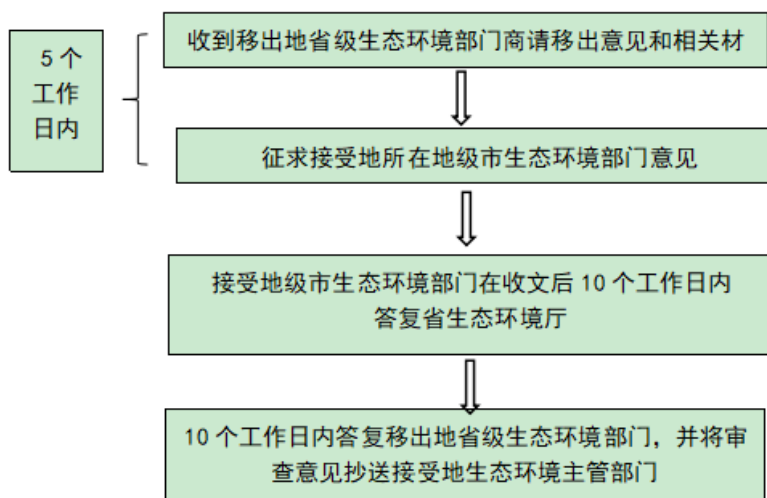 5 个
工作
日内
收到移出地省级生态环境部门商请移出意见和相关材
征求接受地所在地级市生态环境部门意见
接受地级市生态环境部门在收文后 10 个工作日内
答复省生态环境厅
10 个工作日内答复移出地省级生态环境部门，并将审
查意见抄送接受地生态环境主管部门